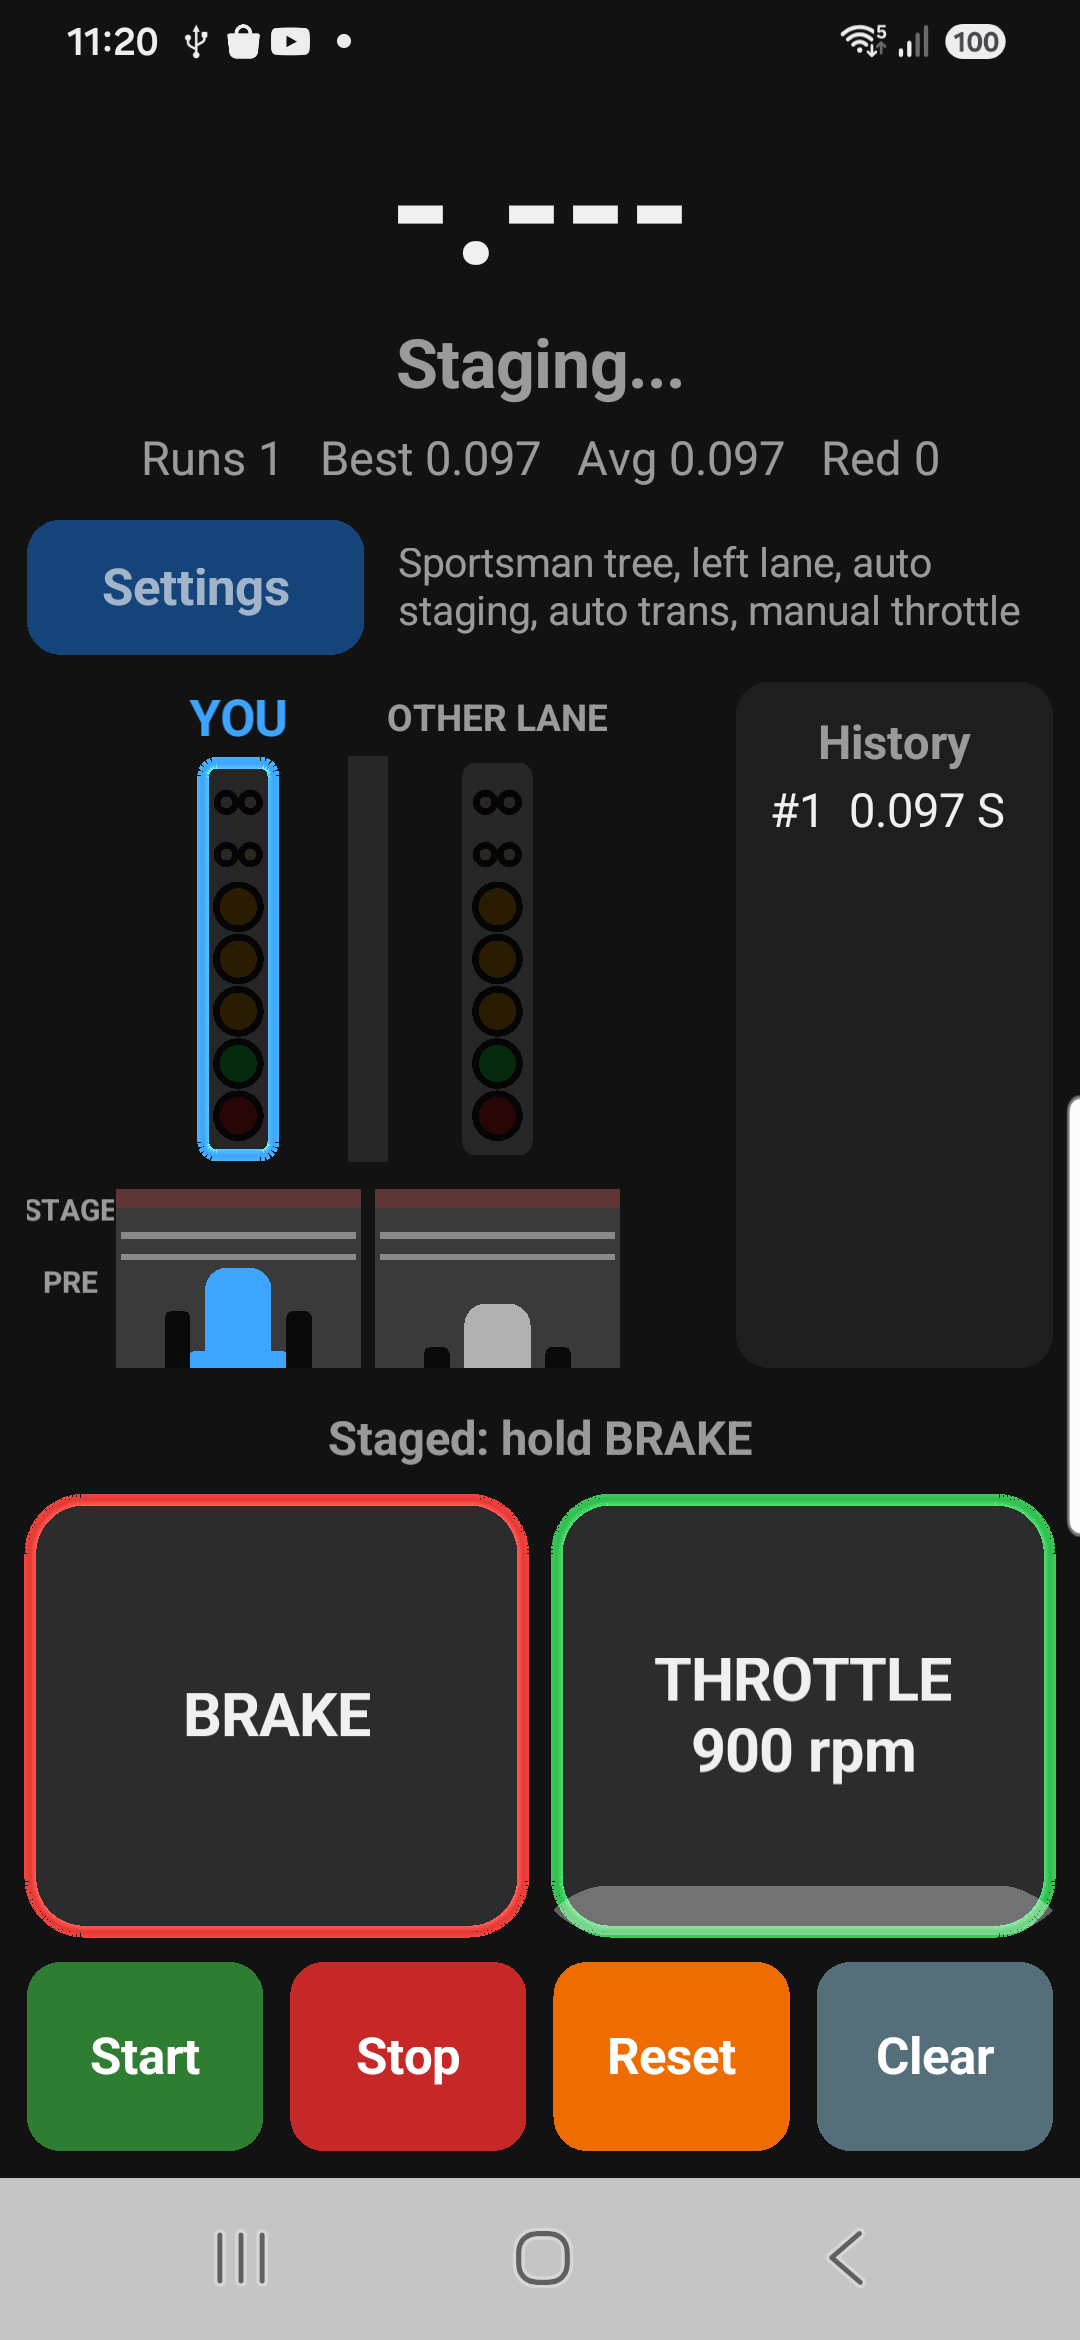 11:20
5
100
-.---
Staging...
Runs 1 Best 0.097 Avg 0.097 Red 0
Settings
Sportsman tree, left lane, auto
staging, auto trans, manual throttle
YOU
OTHER LANE
History
#1 0.097 S
STAGE
PRE
Staged: hold BRAKE
BRAKE
THROTTLE
900 rpm
Start
Stop
Reset
Clear